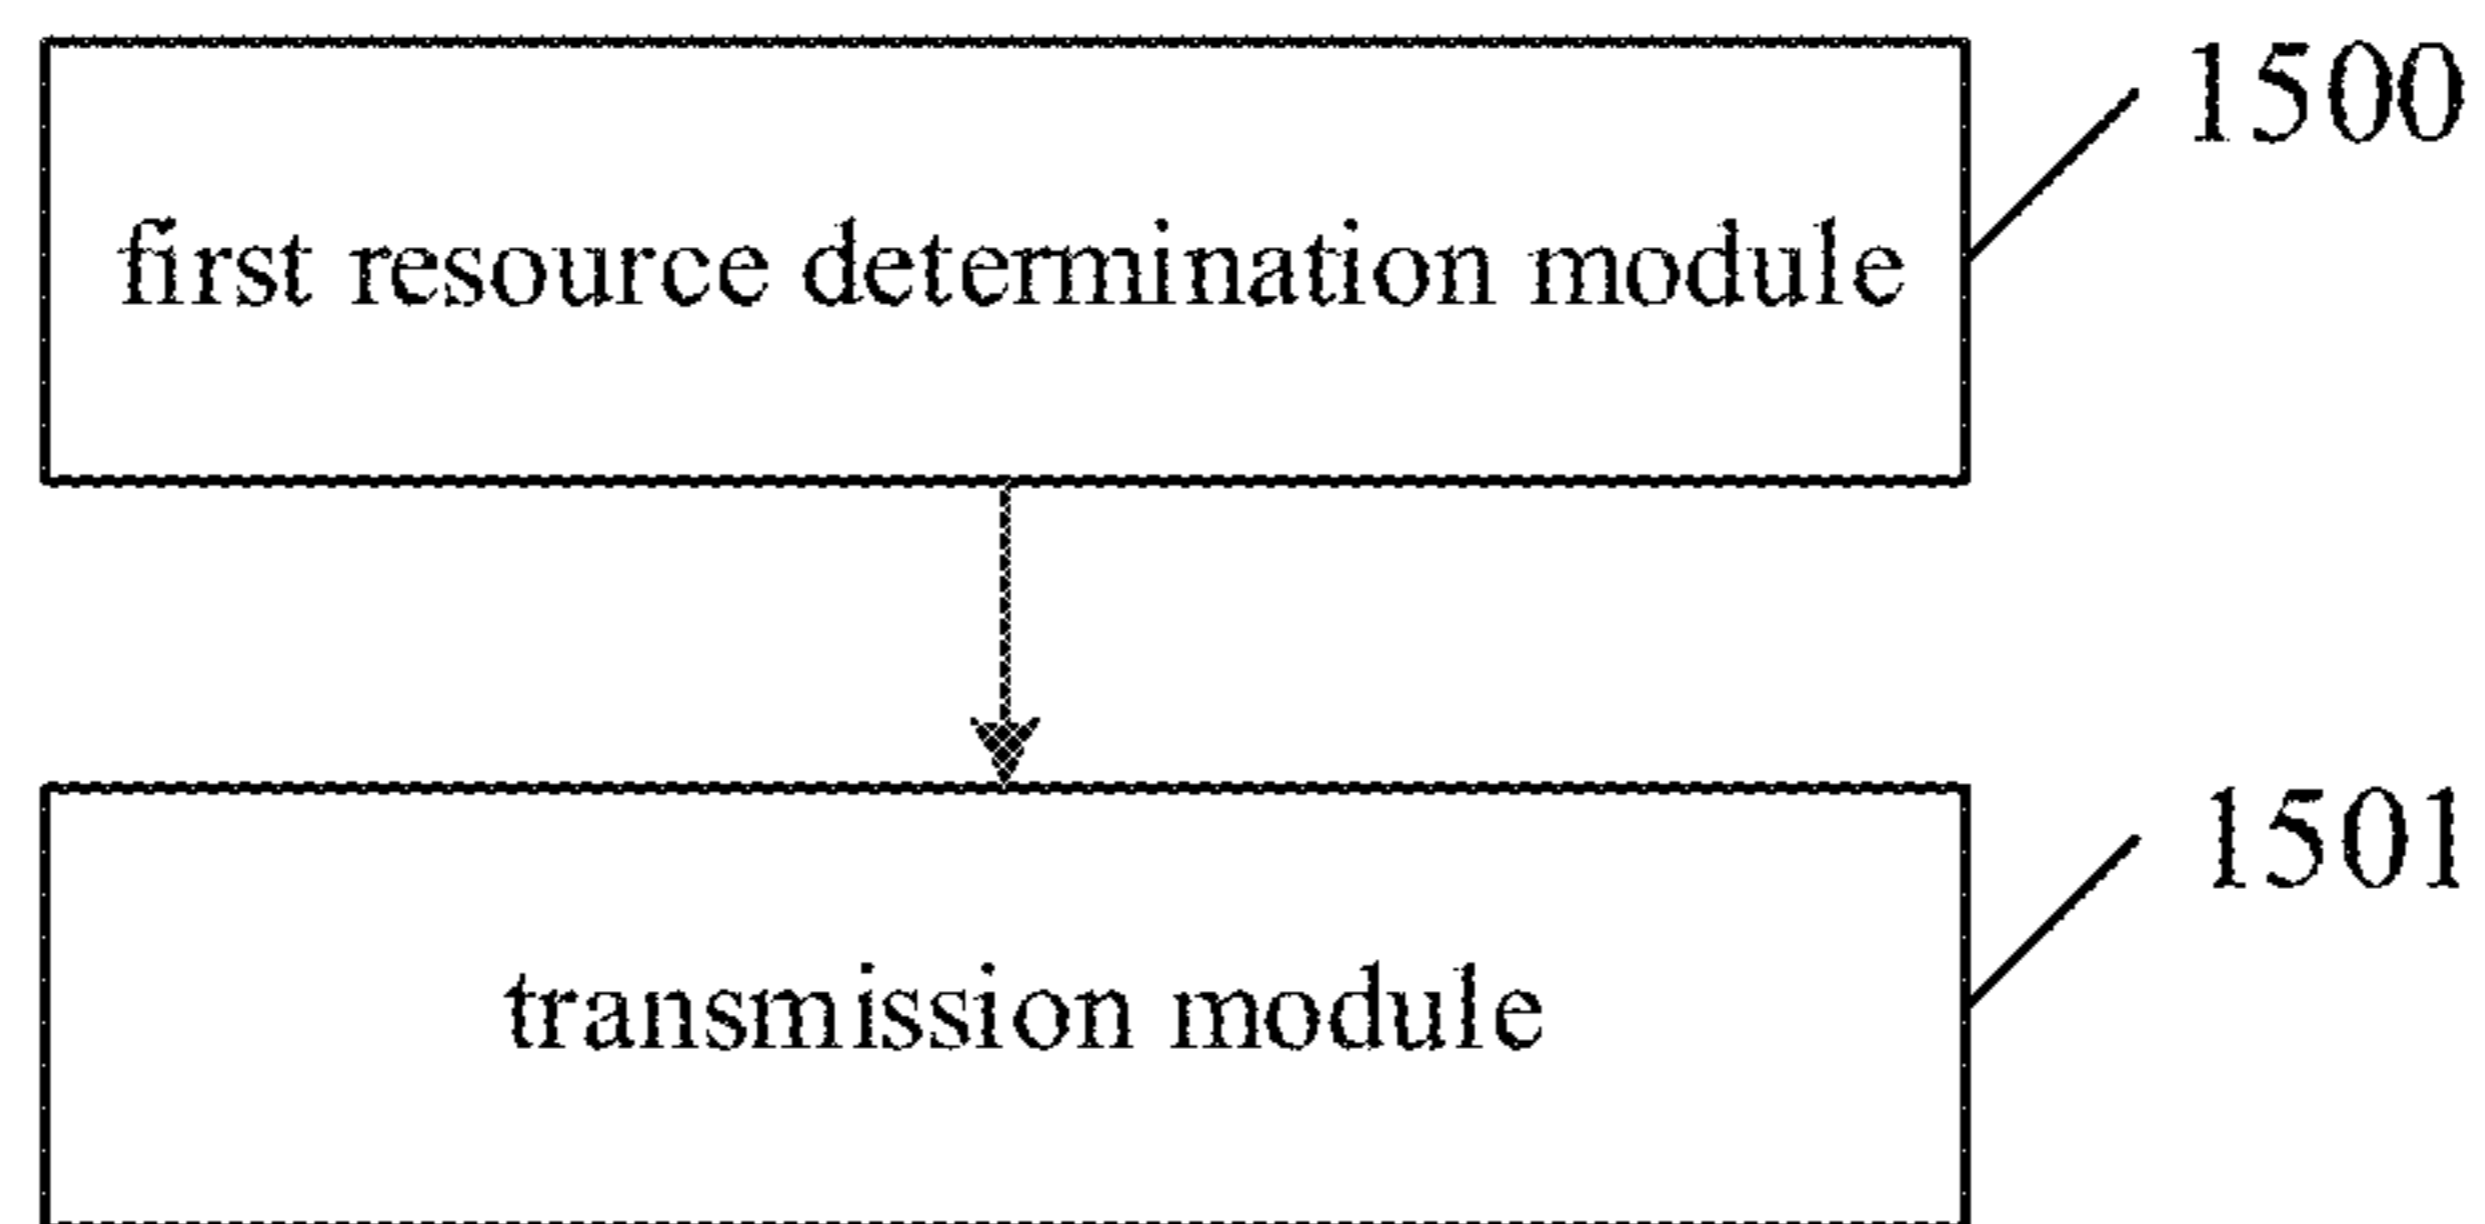 1500
first resource determination module
1501
transmission module